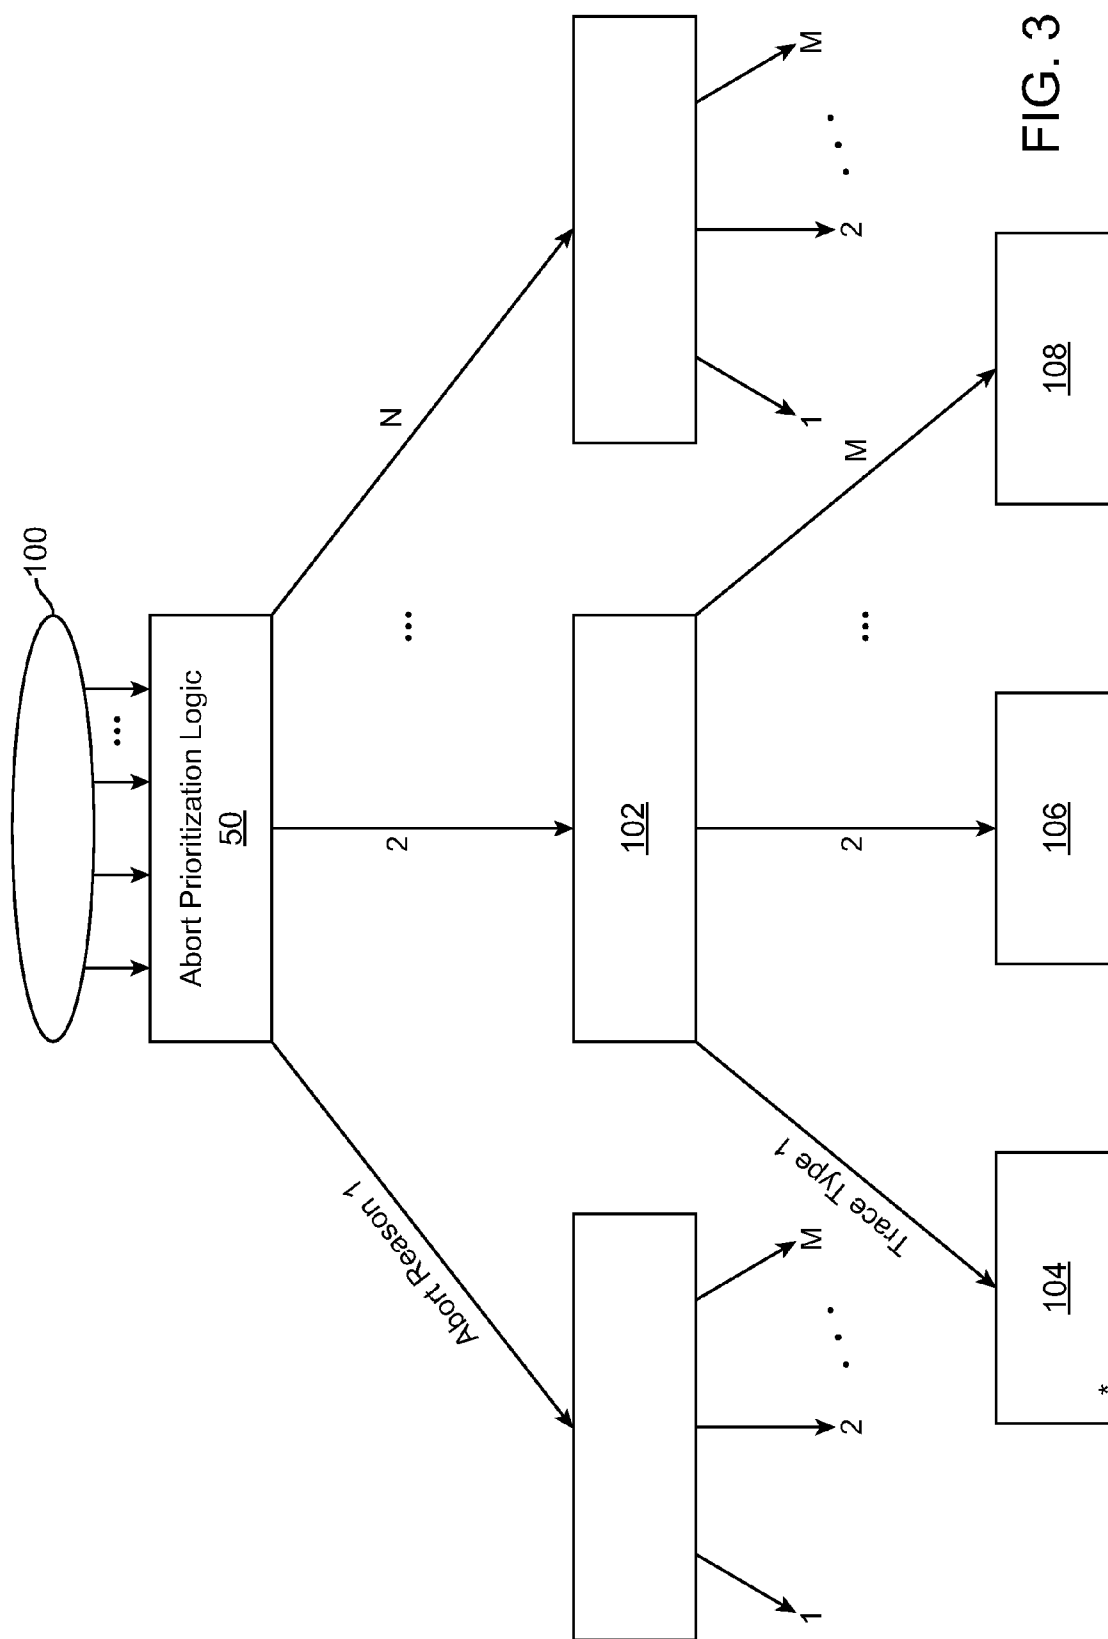 100
...
Abort Prioritization Logic
50
Abort Reason 1
2
...
N
102
1
2
...
M
Trace Type 1
2
...
M
1
2
...
M
104
*
106
108
FIG. 3